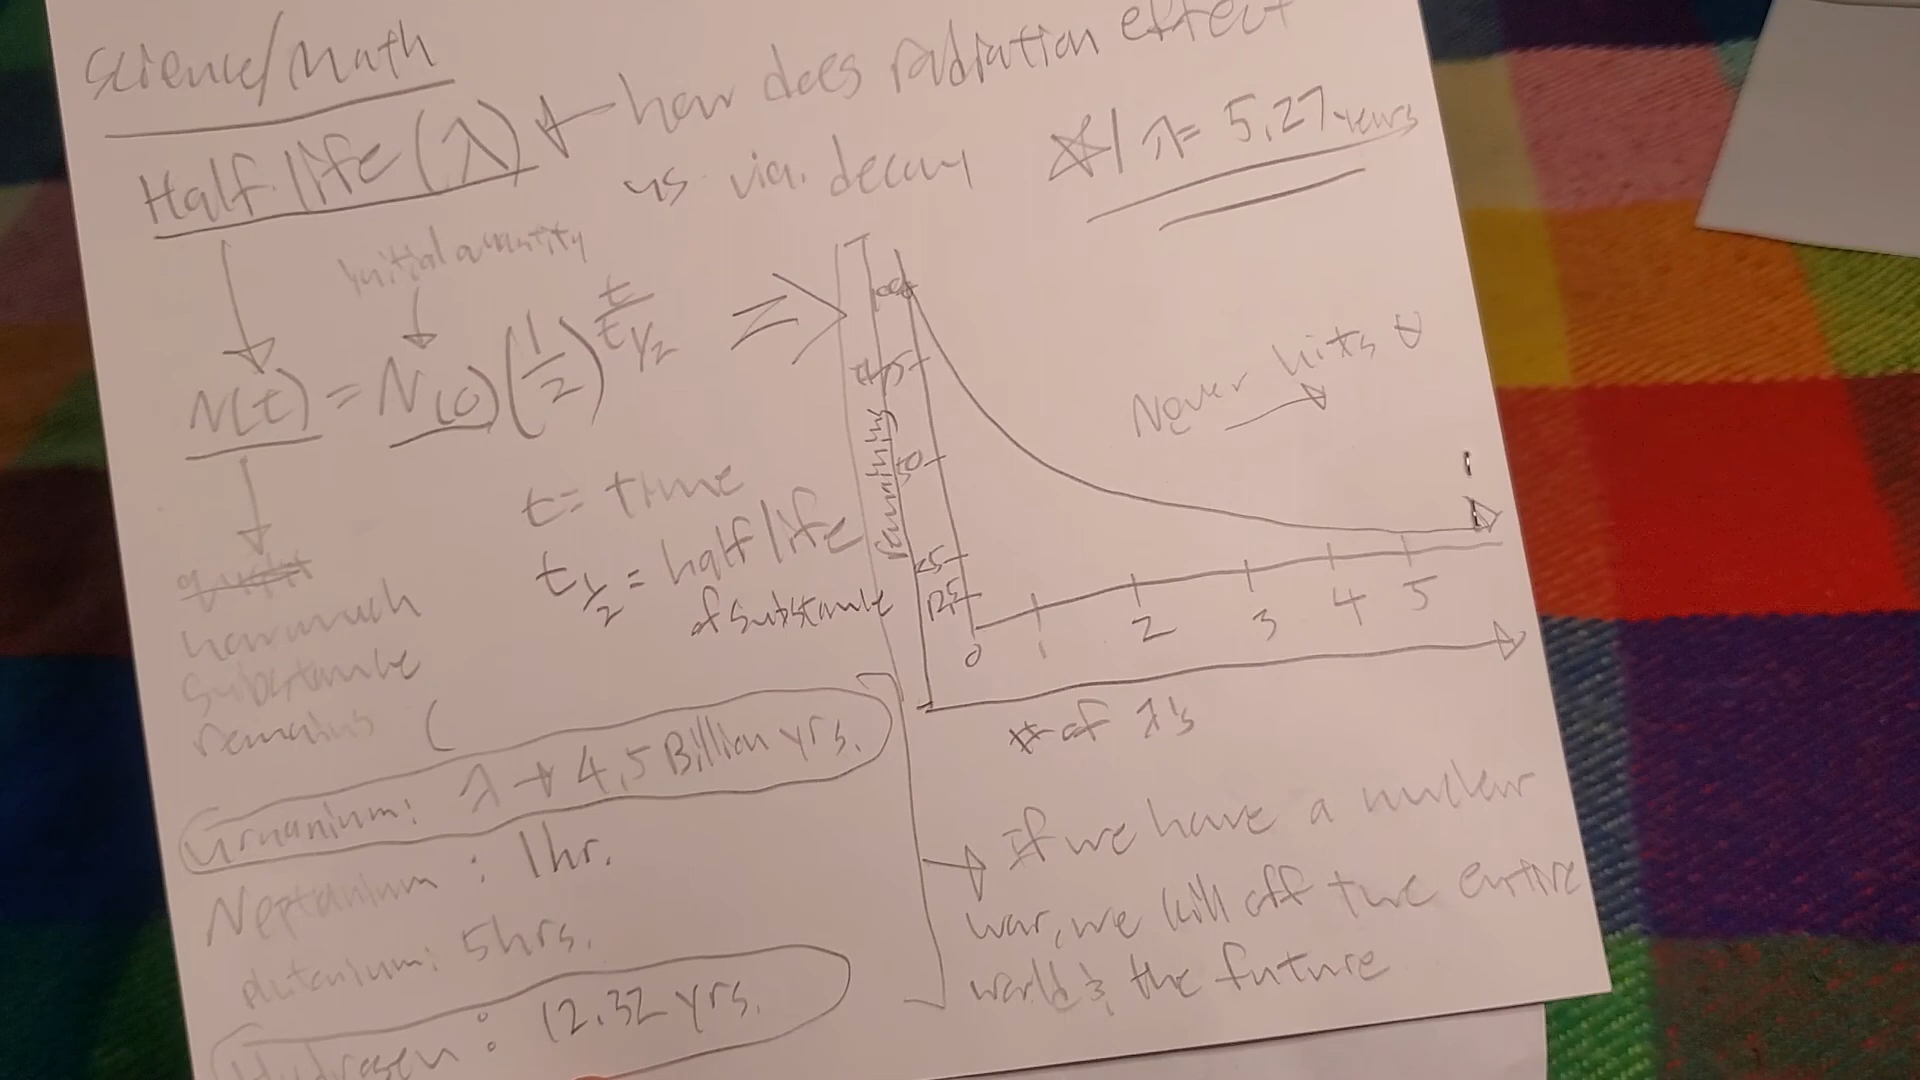 Science/Math
Half life (λ) ← how does radiation effect
us via. decay
*/ λ = 5.27 years
Initial quantity
N(t) = N(0)(1/2)^t/t1/2 =>
t = time
t1/2 = half life
of substance
how much
substance
remains (
Uruanium: λ → 4.5 Billion yrs.
Neptunium: 1hr.
plutonium: 5hrs.
Hydrogen: 12.32 yrs.
100
75
50
25
12.5
remaining
Never hits 0
0 1 2 3 4 5
# of λ's
→ If we have a nuclear
war, we kill off the entire
world & the future